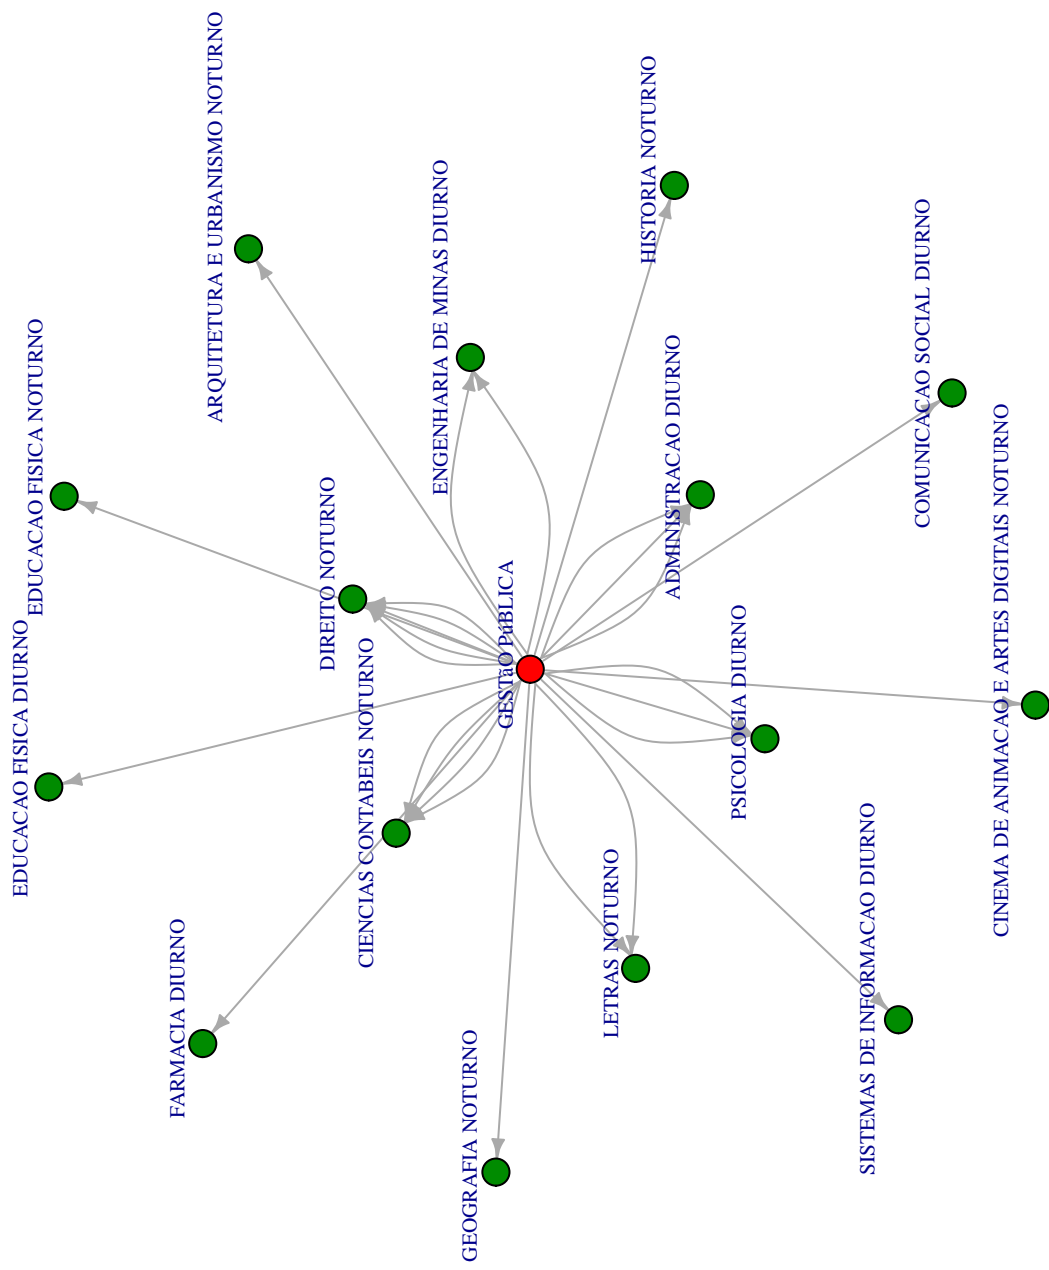 ARQUITETURA E URBANISMO NOTURNO
HISTORIA NOTURNO
ENGENHARIA DE MINAS DIURNO
COMUNICACAO SOCIAL DIURNO
EDUCACAO FISICA NOTURNO
ADMINISTRACAO DIURNO
CINEMA DE ANIMACAO E ARTES DIGITAIS NOTURNO
DIREITO NOTURNO
GESTãO PúBLICA
PSICOLOGIA DIURNO
EDUCACAO FISICA DIURNO
CIENCIAS CONTABEIS NOTURNO
SISTEMAS DE INFORMACAO DIURNO
LETRAS NOTURNO
FARMACIA DIURNO
GEOGRAFIA NOTURNO